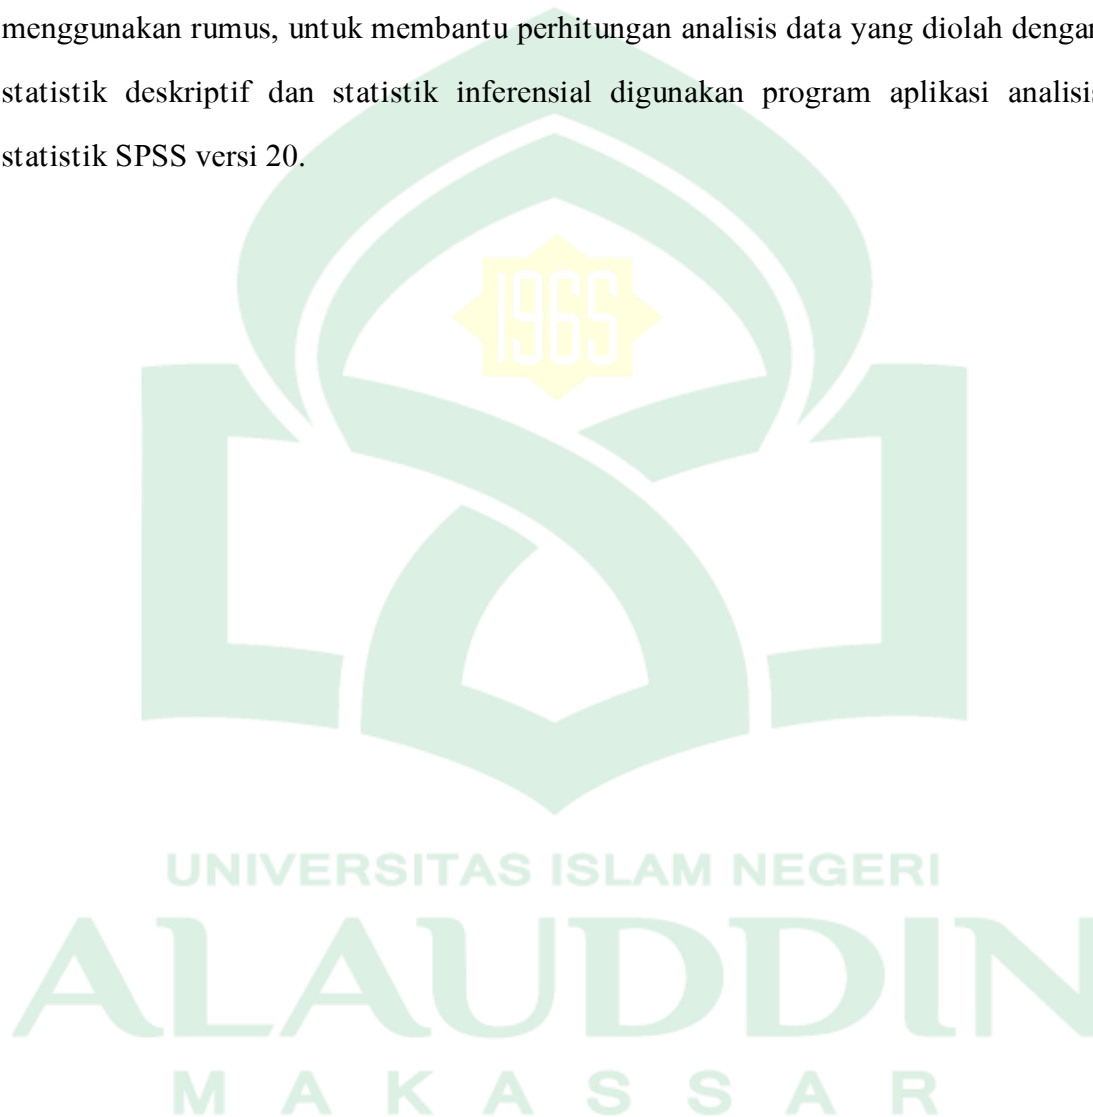 menggunakan rumus, untuk membantu perhitungan analisis data yang diolah dengan
statistik deskriptif dan statistik inferensial digunakan program aplikasi analisis
statistik SPSS versi 20.
1965
UNIVERSITAS ISLAM NEGERI
ALAUDDIN
MAKASSAR